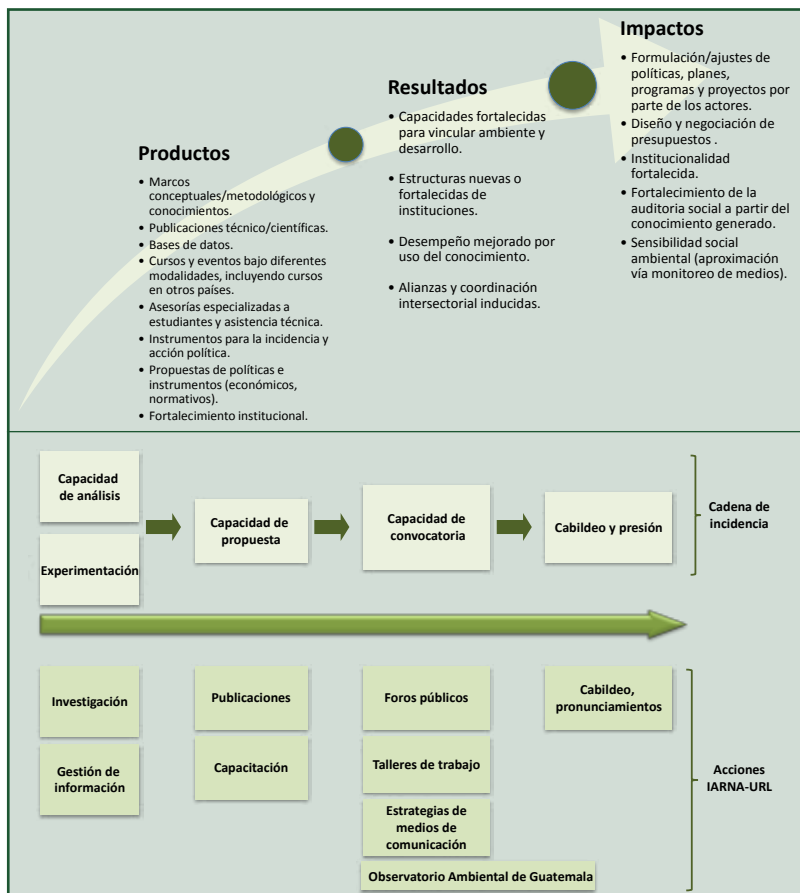 Productos
• Marcos
conceptuales/metodológicos y
conocimientos.
• Publicaciones técnico/científicas.
• Bases de datos.
• Cursos y eventos bajo diferentes
modalidades, incluyendo cursos
en otros países.
• Asesorías especializadas a
estudiantes y asistencia técnica.
• Instrumentos para la incidencia y
acción política.
• Propuestas de políticas e
instrumentos (económicos,
normativos).
• Fortalecimiento institucional.
Resultados
• Capacidades fortalecidas
para vincular ambiente y
desarrollo.
• Estructuras nuevas o
fortalecidas de
instituciones.
• Desempeño mejorado por
uso del conocimiento.
• Alianzas y coordinación
intersectorial inducidas.
Impactos
• Formulación/ajustes de
políticas, planes,
programas y proyectos por
parte de los actores.
• Diseño y negociación de
presupuestos .
• Institucionalidad
fortalecida.
• Fortalecimiento de la
auditoria social a partir del
conocimiento generado.
• Sensibilidad social
ambiental (aproximación
vía monitoreo de medios).
Capacidad
de análisis
Experimentación
Capacidad de
propuesta
Capacidad de
convocatoria
Cabildeo y presión
Cadena de
incidencia
Investigación
Gestión de
información
Publicaciones
Capacitación
Foros públicos
Talleres de trabajo
Estrategias de
medios de
comunicación
Observatorio Ambiental de Guatemala
Cabildeo,
pronunciamientos
Acciones
IARNA-URL